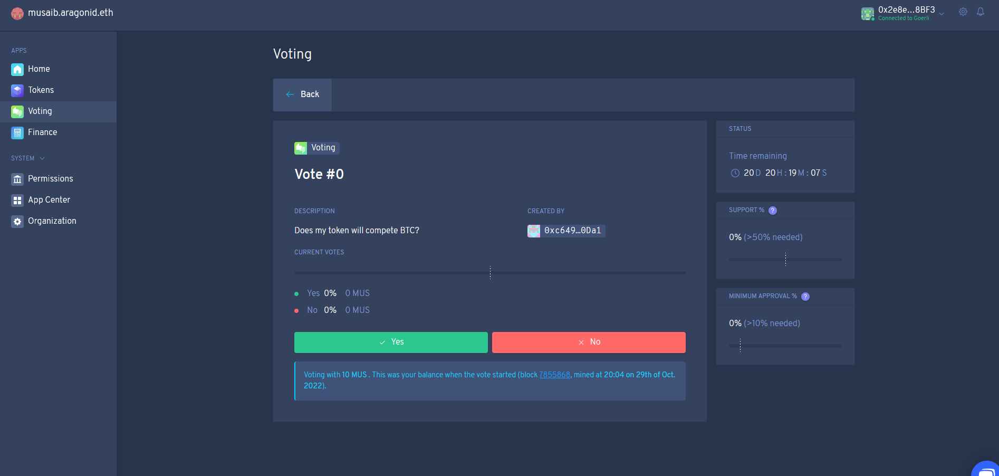 musaib.aragonid.eth
0x2e8e…8BF3
Connected to Goerli
APPS
Home
Tokens
Voting
Finance
SYSTEM
Permissions
App Center
Organization
Voting
Back
Voting
Vote #0
DESCRIPTION
CREATED BY
Does my token will compete BTC?
0xc649…0Da1
CURRENT VOTES
Yes 0% 0 MUS
No 0% 0 MUS
Yes
No
Voting with 10 MUS . This was your balance when the vote started (block 7855868, mined at 20:04 on 29th of Oct.
2022).
STATUS
Time remaining
20 D 20 H : 19 M : 07 S
SUPPORT % ?
0% (>50% needed)
MINIMUM APPROVAL % ?
0% (>10% needed)